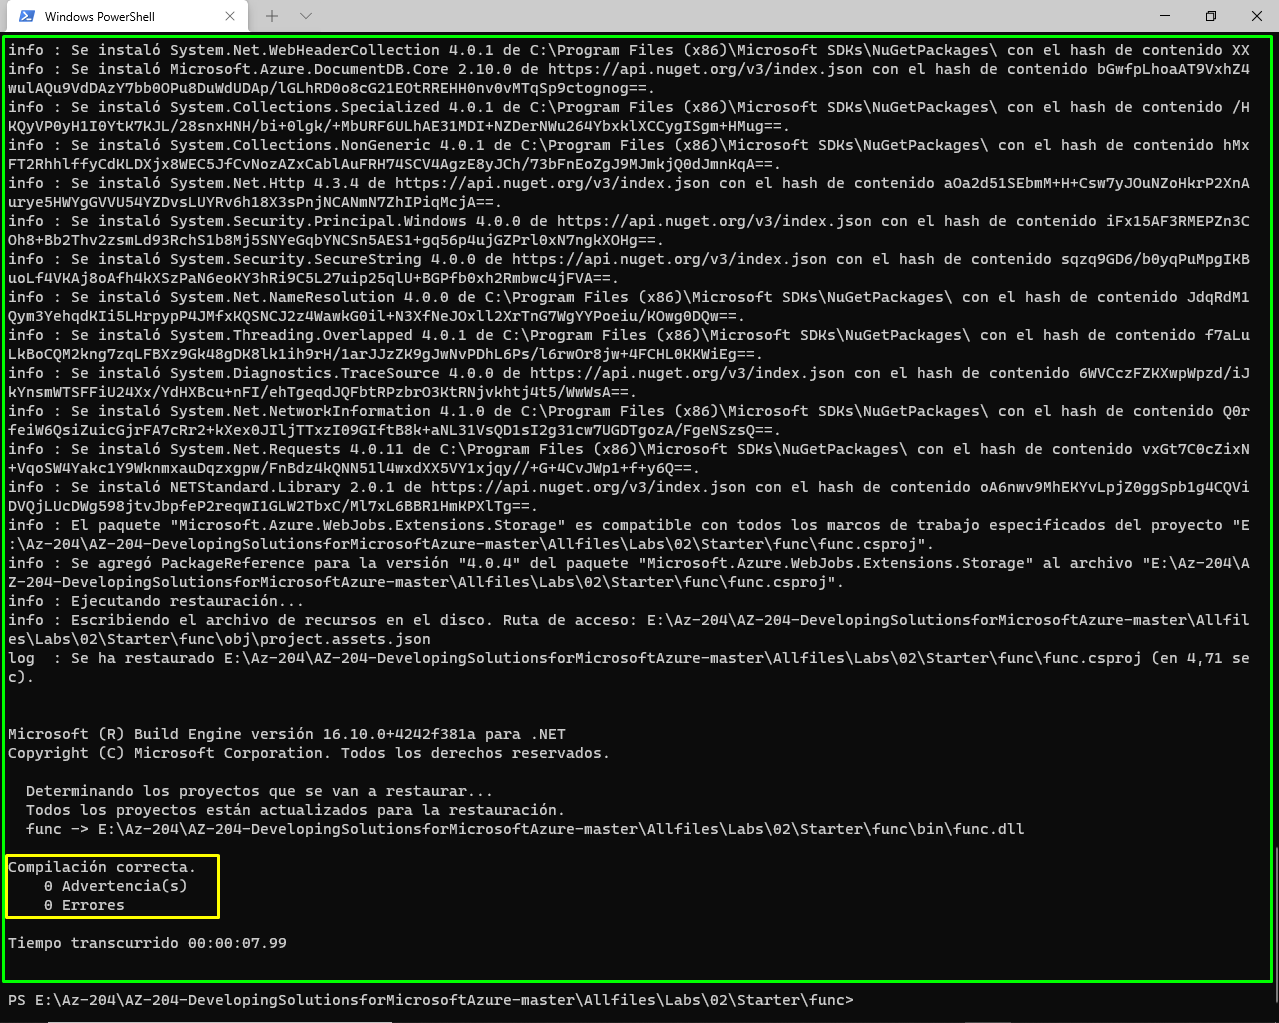 Windows PowerShell
info : Se instaló System.Net.WebHeaderCollection 4.0.1 de C:\Program Files (x86)\Microsoft SDKs\NuGetPackages\ con el hash de contenido XX
info : Se instaló Microsoft.Azure.DocumentDB.Core 2.10.0 de https://api.nuget.org/v3/index.json con el hash de contenido bGwfpLhoaAT9VxhZ4
wulAQu9VdDAzY7bb0OPu8DuWdUDAp/lGLhRD0o8cG21EOtRREHH0nv0vMTqSp9ctognog==.
info : Se instaló System.Collections.Specialized 4.0.1 de C:\Program Files (x86)\Microsoft SDKs\NuGetPackages\ con el hash de contenido /H
KQyVP0yH1I0YtK7KJL/28snxHNH/bi+0lgk/+MbURF6ULhAE31MDI+NZDerNWu264YbxklXCCygISgm+HMug==.
info : Se instaló System.Collections.NonGeneric 4.0.1 de C:\Program Files (x86)\Microsoft SDKs\NuGetPackages\ con el hash de contenido hMx
FT2RhhlffyCdKLDXjx8WEC5JfCvNozAZxCablAuFRH74SCV4AgzE8yJCh/73bFnEoZgJ9MJmkjQ0dJmnKqA==.
info : Se instaló System.Net.Http 4.3.4 de https://api.nuget.org/v3/index.json con el hash de contenido aOa2d51SEbmM+H+Csw7yJOuNZoHkrP2XnA
urye5HWYgGVVU54YZDvsLUYRv6h18X3sPnjNCANmN7ZhIPiqMcjA==.
info : Se instaló System.Security.Principal.Windows 4.0.0 de https://api.nuget.org/v3/index.json con el hash de contenido iFx15AF3RMEPZn3C
Oh8+Bb2Thv2zsmLd93RchS1b8Mj5SNYeGqbYNCSn5AES1+gq56p4ujGZPrl0xN7ngkXOHg==.
info : Se instaló System.Security.SecureString 4.0.0 de https://api.nuget.org/v3/index.json con el hash de contenido sqzq9GD6/b0yqPuMpgIKB
uoLf4VKAj8oAfh4kXSzPaN6eoKY3hRi9C5L27uip25qlU+BGPfb0xh2Rmbwc4jFVA==.
info : Se instaló System.Net.NameResolution 4.0.0 de C:\Program Files (x86)\Microsoft SDKs\NuGetPackages\ con el hash de contenido JdqRdM1
Qym3YehqdKIi5LHrpypP4JMfxKQSNCJ2z4WawkG0il+N3XfNeJOxll2XrTnG7WgYYPoeiu/KOwg0DQw==.
info : Se instaló System.Threading.Overlapped 4.0.1 de C:\Program Files (x86)\Microsoft SDKs\NuGetPackages\ con el hash de contenido f7aLu
LkBoCQM2kng7zqLFBXz9Gk48gDK8lk1ih9rH/1arJJzZK9gJwNvPDhL6Ps/l6rwOr8jw+4FCHL0KKWiEg==.
info : Se instaló System.Diagnostics.TraceSource 4.0.0 de https://api.nuget.org/v3/index.json con el hash de contenido 6WVCczFZKXwpWpzd/iJ
kYnsmWTSFFiU24Xx/YdHXBcu+nFI/ehTgeqdJQFbtRPzbrO3KtRNjvkhtj4t5/WwWsA==.
info : Se instaló System.Net.NetworkInformation 4.1.0 de C:\Program Files (x86)\Microsoft SDKs\NuGetPackages\ con el hash de contenido Q0r
feiW6QsiZuicGjrFA7cRr2+kXex0JIljTTxzI09GIftB8k+aNL31VsQD1sI2g31cw7UGDTgozA/FgeNSzsQ==.
info : Se instaló System.Net.Requests 4.0.11 de C:\Program Files (x86)\Microsoft SDKs\NuGetPackages\ con el hash de contenido vxGt7C0cZixN
+VqoSW4Yakc1Y9WknmxauDqzxgpw/FnBdz4kQNN51l4wxdXX5VY1xjqy//+G+4CvJWp1+f+y6Q==.
info : Se instaló NETStandard.Library 2.0.1 de https://api.nuget.org/v3/index.json con el hash de contenido oA6nwv9MhEKYvLpjZ0ggSpb1g4CQVi
DVQjLUcDWg598jtvJbpfeP2reqwI1GLW2TbxC/Ml7xL6BBR1HmKPXlTg==.
info : El paquete "Microsoft.Azure.WebJobs.Extensions.Storage" es compatible con todos los marcos de trabajo especificados del proyecto "E
:\Az-204\AZ-204-DevelopingSolutionsforMicrosoftAzure-master\Allfiles\Labs\02\Starter\func\func.csproj".
info : Se agregó PackageReference para la versión "4.0.4" del paquete "Microsoft.Azure.WebJobs.Extensions.Storage" al archivo "E:\Az-204\A
Z-204-DevelopingSolutionsforMicrosoftAzure-master\Allfiles\Labs\02\Starter\func\func.csproj".
info : Ejecutando restauración...
info : Escribiendo el archivo de recursos en el disco. Ruta de acceso: E:\Az-204\AZ-204-DevelopingSolutionsforMicrosoftAzure-master\Allfil
es\Labs\02\Starter\func\obj\project.assets.json
log  : Se ha restaurado E:\Az-204\AZ-204-DevelopingSolutionsforMicrosoftAzure-master\Allfiles\Labs\02\Starter\func\func.csproj (en 4,71 se
c).
Microsoft (R) Build Engine versión 16.10.0+4242f381a para .NET
Copyright (C) Microsoft Corporation. Todos los derechos reservados.
Determinando los proyectos que se van a restaurar...
Todos los proyectos están actualizados para la restauración.
func -> E:\Az-204\AZ-204-DevelopingSolutionsforMicrosoftAzure-master\Allfiles\Labs\02\Starter\func\bin\func.dll
Compilación correcta.
0 Advertencia(s)
0 Errores
Tiempo transcurrido 00:00:07.99
PS E:\Az-204\AZ-204-DevelopingSolutionsforMicrosoftAzure-master\Allfiles\Labs\02\Starter\func>